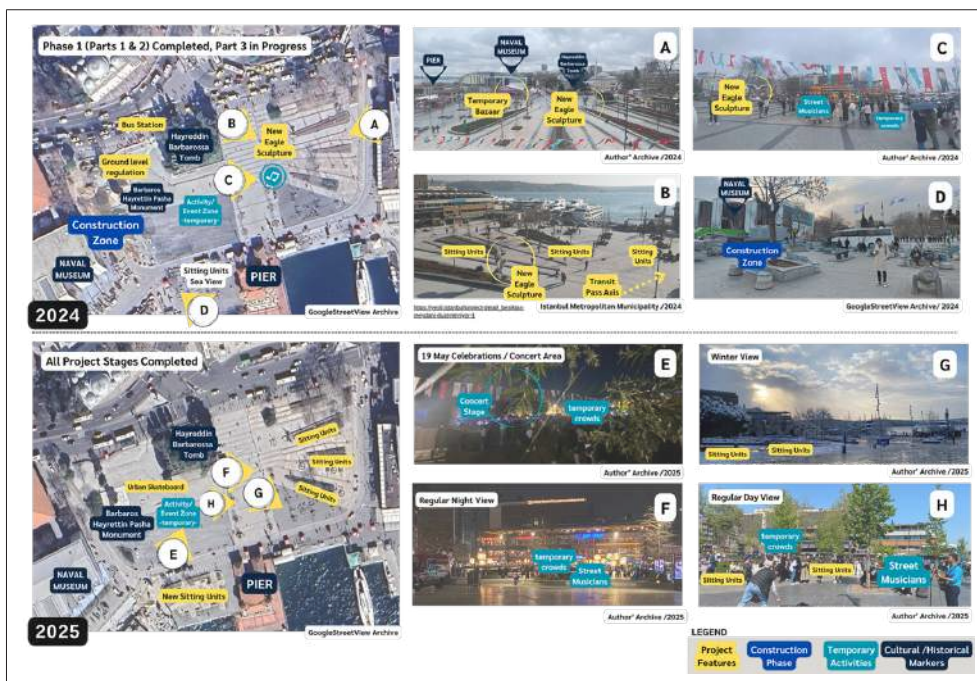 Phase 1 (Parts 1 & 2) Completed, Part 3 in Progress
Bus Station
Hayreddin
Barbarossa
Tomb
B
New
Eagle
Sculpture
A
Ground level
regulation
C
Barbaros
Hayrettin Pasha
Monument
Activity/
Event Zone
-temporary-
Construction
Zone
NAVAL
MUSEUM
Sitting Units
Sea View
PIER
D
2024
GoogleStreetView Archive
A
PIER
NAVAL
MUSEUM
Hayreddin
Barbarossa
Tomb
Temporary
Bazaar
New
Eagle
Sculpture
Author' Archive /2024
C
New
Eagle
Sculpture
Street
Musicians
temporary
crowds
Author' Archive /2024
B
Sitting Units
Sitting Units
Sitting
Units
New
Eagle
Sculpture
Transit
Pass Axis
Istanbul Metropolitan Municipality /2024
D
NAVAL
MUSEUM
Construction
Zone
GoogleStreetView Archive/ 2024
All Project Stages Completed
Hayreddin
Barbarossa
Tomb
Sitting Units
Sitting Units
Sitting Units
F
G
H
Urban Skateboard
Activity/
Event Zone
-temporary-
Barbaros
Hayrettin Pasha
Monument
E
NAVAL
MUSEUM
New Sitting Units
PIER
2025
GoogleStreetView Archive
19 May Celebrations / Concert Area
E
Concert
Stage
temporary
crowds
Author' Archive /2025
Winter View
G
Sitting Units
Sitting Units
Author' Archive /2025
Regular Night View
F
temporary
crowds
Street
Musicians
Author' Archive /2025
Regular Day View
H
temporary
crowds
Sitting Units
Sitting Units
Street
Musicians
Author' Archive /2025
LEGEND
Project
Features
Construction
Phase
Temporary
Activities
Cultural /Historical
Markers